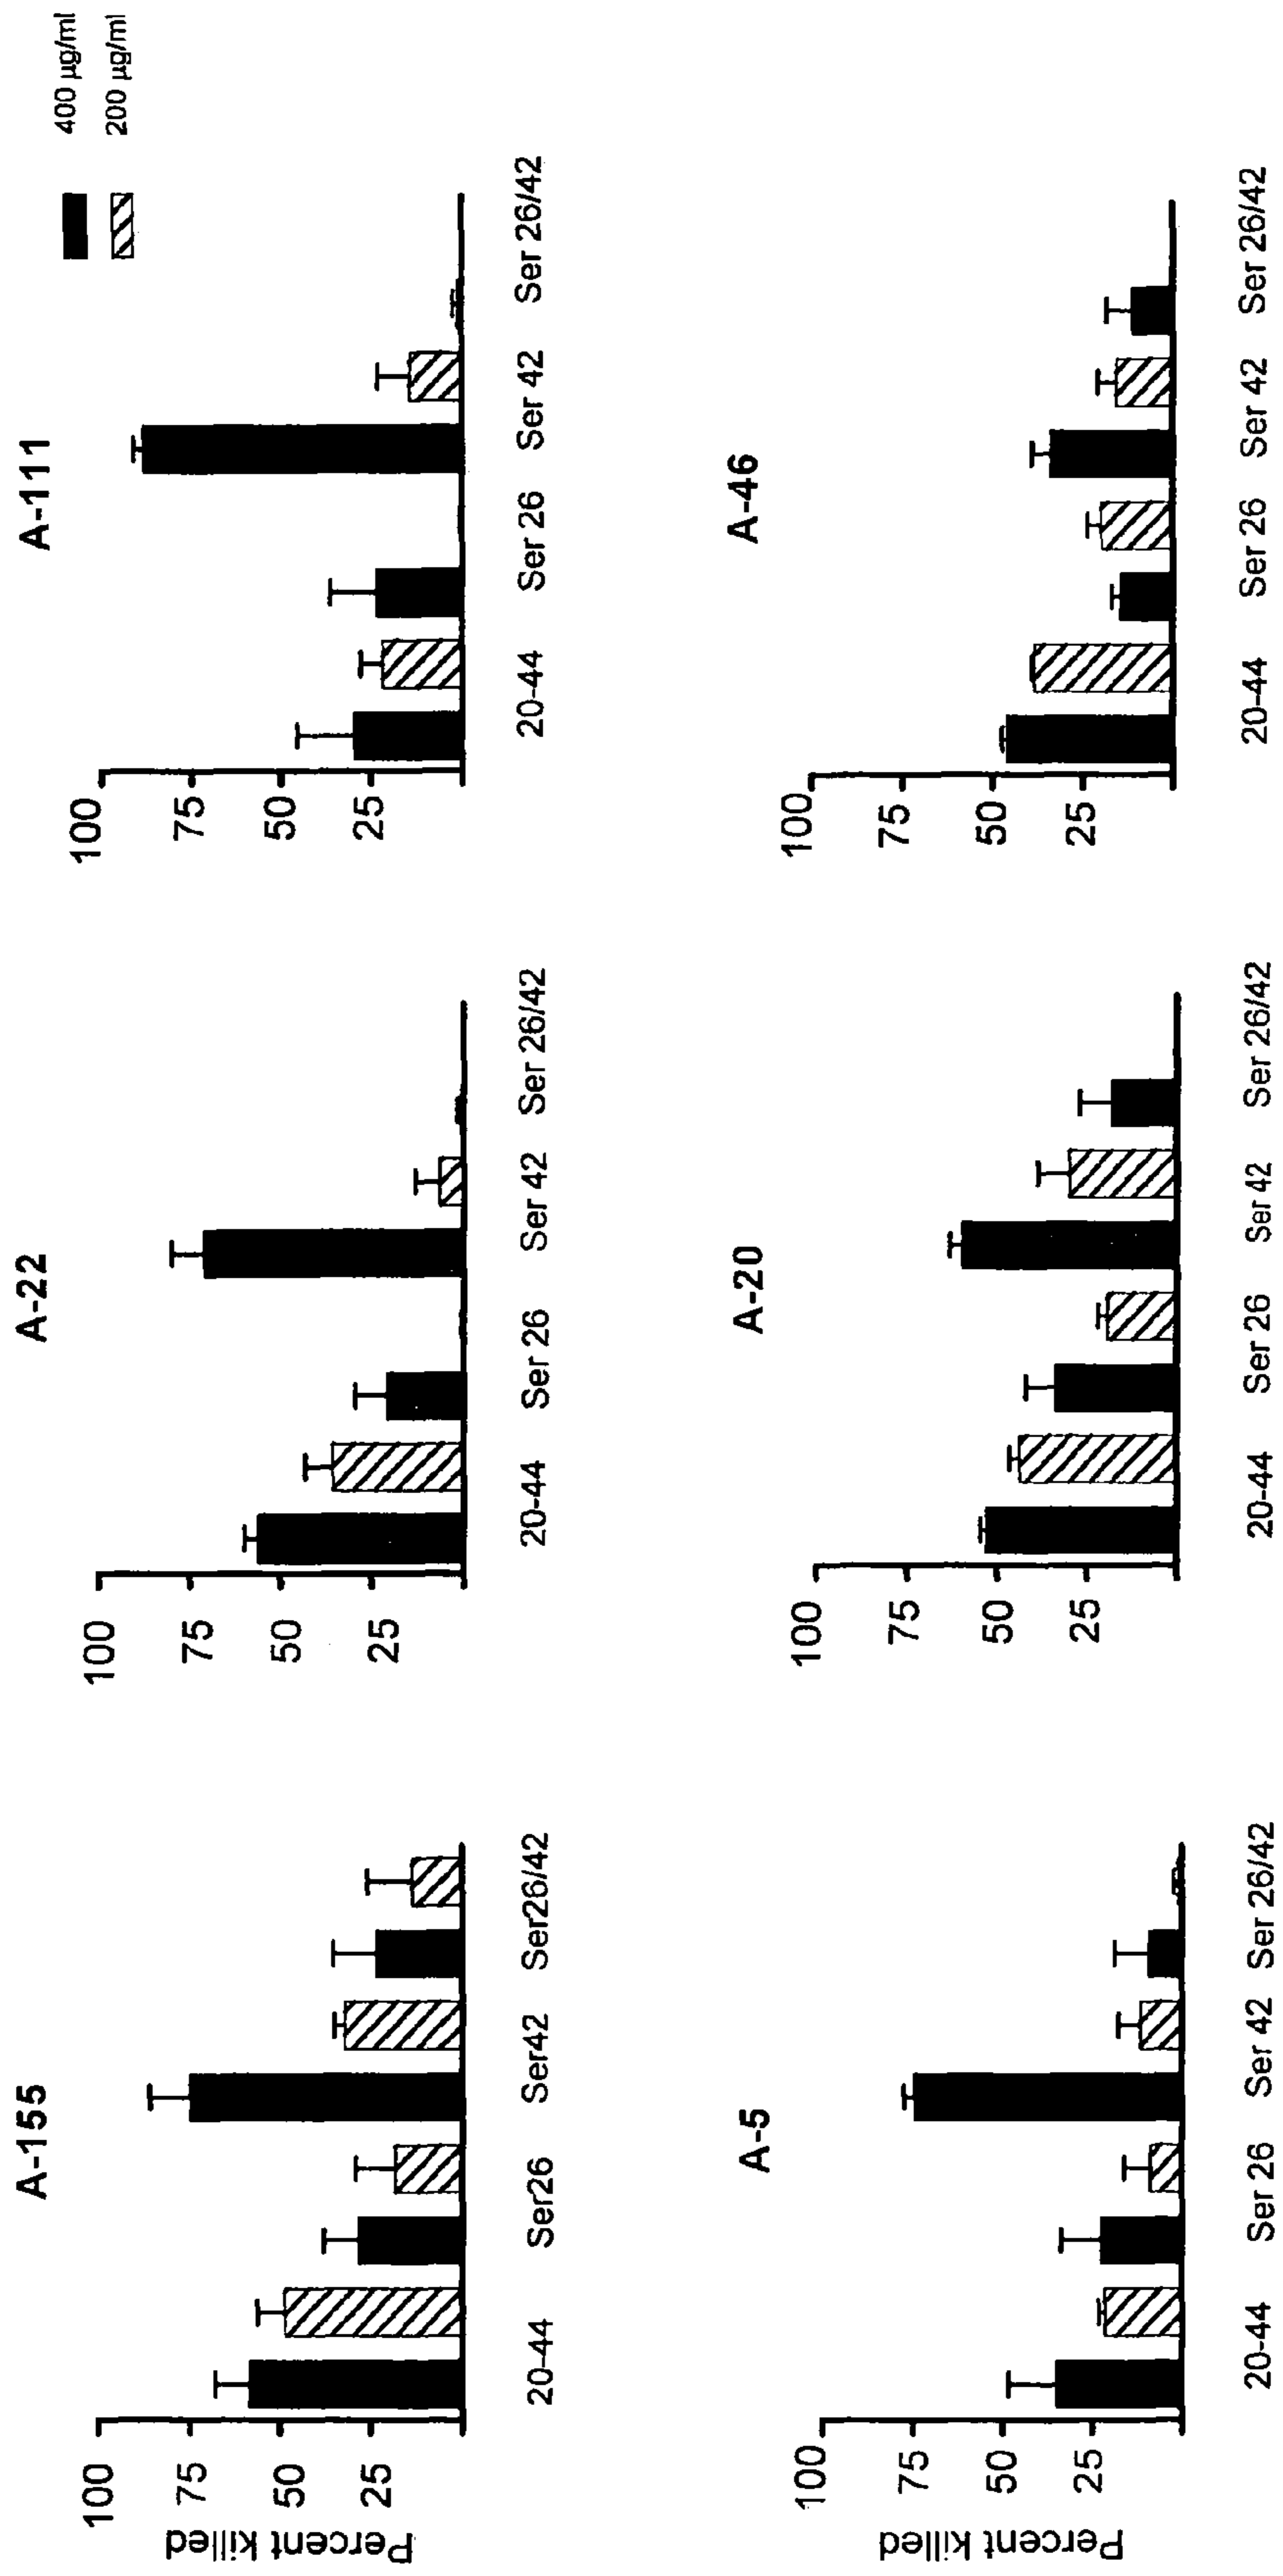 400 µg/ml
200 µg/ml
A-155
Percent killed
100
75
50
25
20-44
Ser26
Ser42
Ser26/42
A-22
100
75
50
25
20-44
Ser 26
Ser 42
Ser 26/42
A-111
100
75
50
25
20-44
Ser 26
Ser 42
Ser 26/42
A-5
Percent killed
100
75
50
25
20-44
Ser 26
Ser 42
Ser 26/42
A-20
100
75
50
25
20-44
Ser 26
Ser 42
Ser 26/42
A-46
100
75
50
25
20-44
Ser 26
Ser 42
Ser 26/42